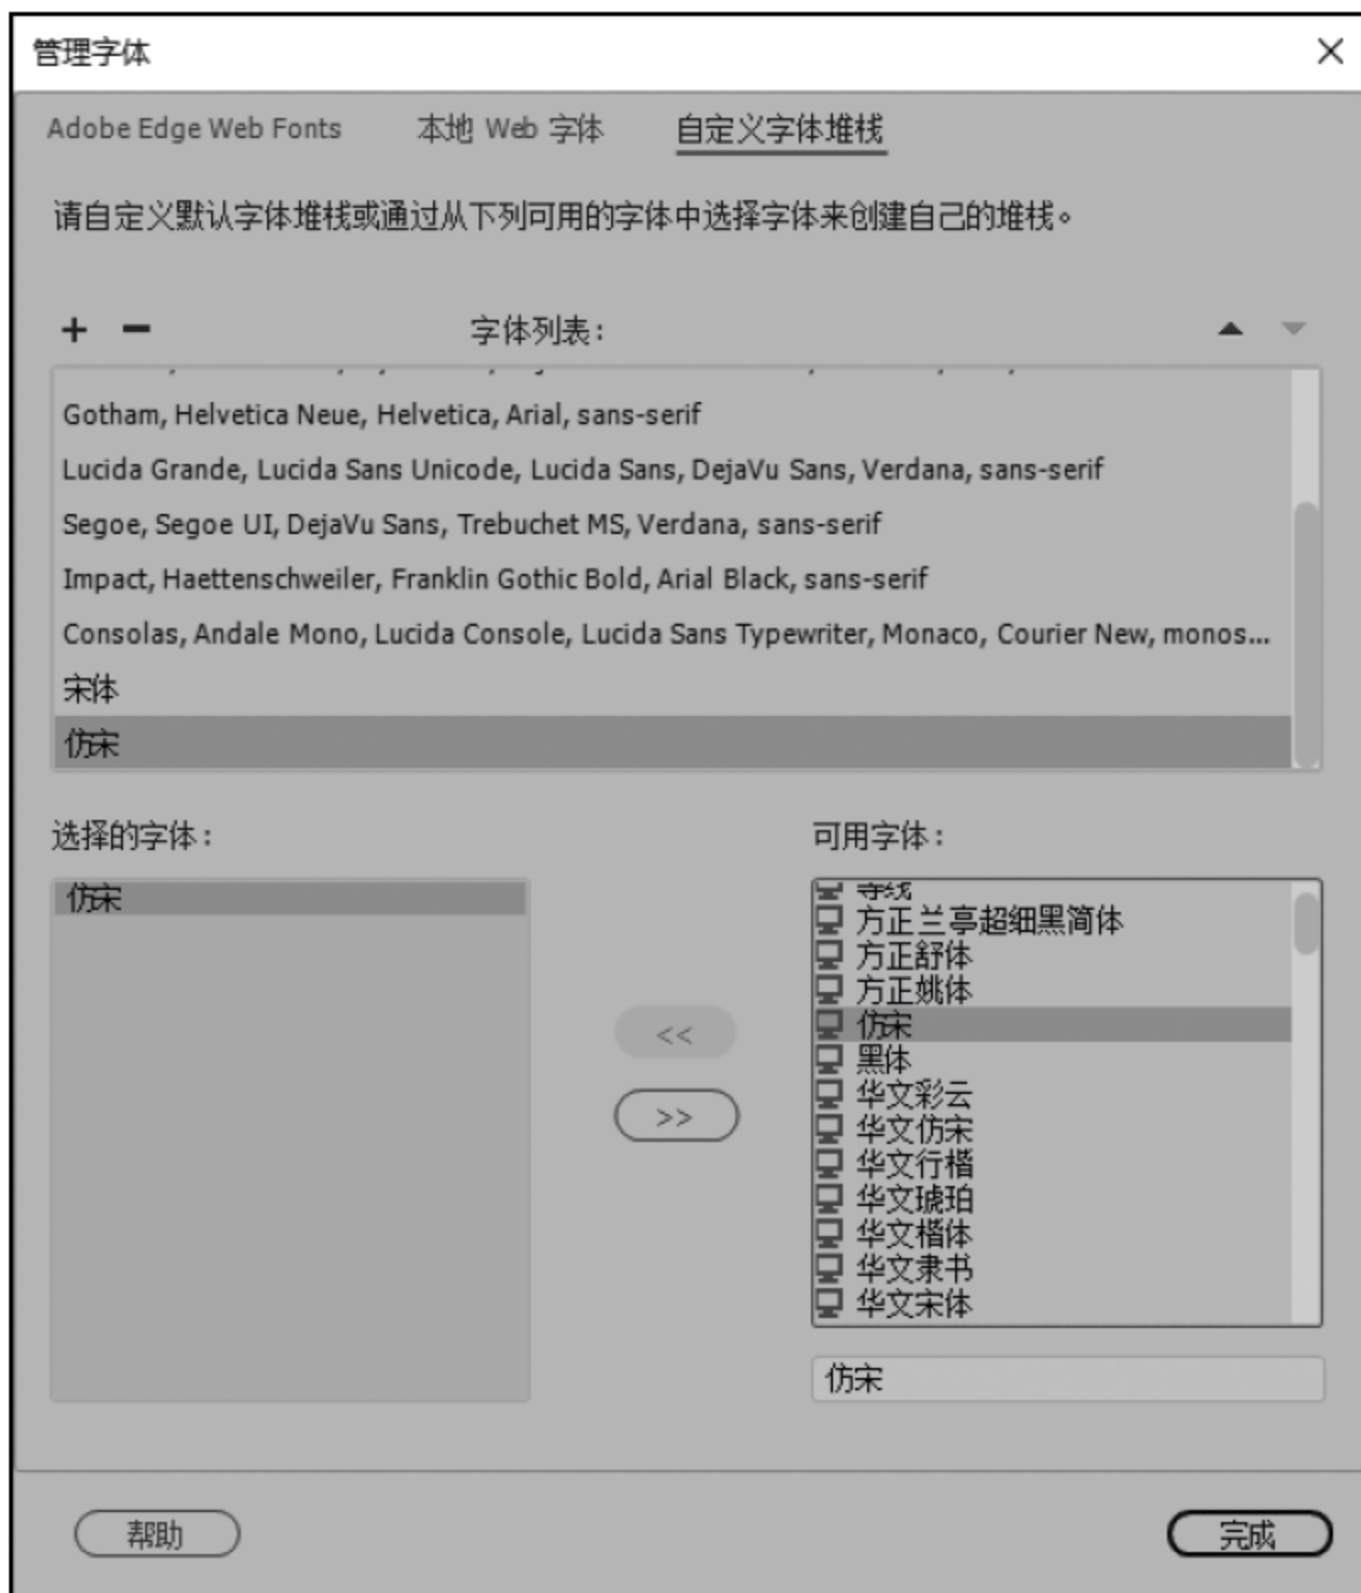 管理字体
Adobe Edge Web Fonts 本地 Web 字体 自定义字体堆栈
请自定义默认字体堆栈或通过从下列可用的字体中选择字体来创建自己的堆栈。
+ - 字体列表:
Gotham, Helvetica Neue, Helvetica, Arial, sans-serif
Lucida Grande, Lucida Sans Unicode, Lucida Sans, DejaVu Sans, Verdana, sans-serif
Segoe, Segoe UI, DejaVu Sans, Trebuchet MS, Verdana, sans-serif
Impact, Haettenschweiler, Franklin Gothic Bold, Arial Black, sans-serif
Consolas, Andale Mono, Lucida Console, Lucida Sans Typewriter, Monaco, Courier New, monos...
宋体
仿宋
选择的字体:
仿宋
<<
>>
可用字体:
等线
方正兰亭超细黑简体
方正舒体
方正姚体
仿宋
黑体
华文彩云
华文仿宋
华文行楷
华文琥珀
华文楷体
华文隶书
华文宋体
仿宋
帮助 完成